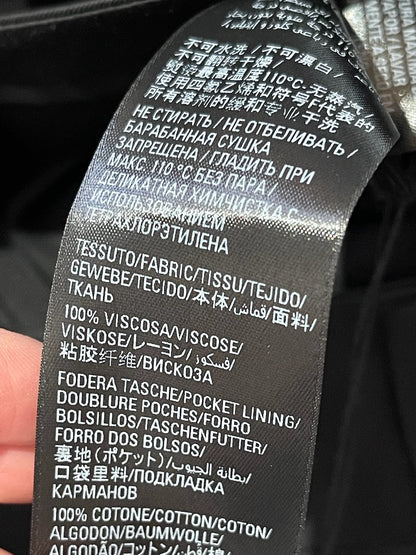 不可水洗/不可漂白/
不可翻转干燥/
熨烫最高温度110°C-无蒸汽/
使用四氯乙烯和符号F代表的
所有溶剂的缓和专业干洗
НЕ СТИРАТЬ/НЕ ОТБЕЛИВАТЬ/
БАРАБАННАЯ СУШКА
ЗАПРЕЩЕНА/ГЛАДИТЬ ПРИ
МАКС 110 °C БЕЗ ПАРА/
ДЕЛИКАТНАЯ ХИМЧИСТКА С
ИСПОЛЬЗОВАНИЕМ
ТЕТРАХЛОРЭТИЛЕНА
TESSUTO/FABRIC/TISSU/TEJIDO/
GEWEBE/TECIDO/本体/قماش/面料/
ТКАНЬ
100% VISCOSA/VISCOSE/
VISKOSE/レーヨン/فسكوز/
粘胶纤维/ВИСКОЗА
FODERA TASCHE/POCKET LINING/
DOUBLURE POCHES/FORRO
BOLSILLOS/TASCHENFUTTER/
FORRO DOS BOLSOS/
裏地(ポケット)/بطانة الجيوب/
口袋里料/ПОДКЛАДКА
КАРМАНОВ
100% COTONE/COTTON/COTON/
ALGODON/BAUMWOLLE/
ALGODÃO/コットン/قطن/棉/